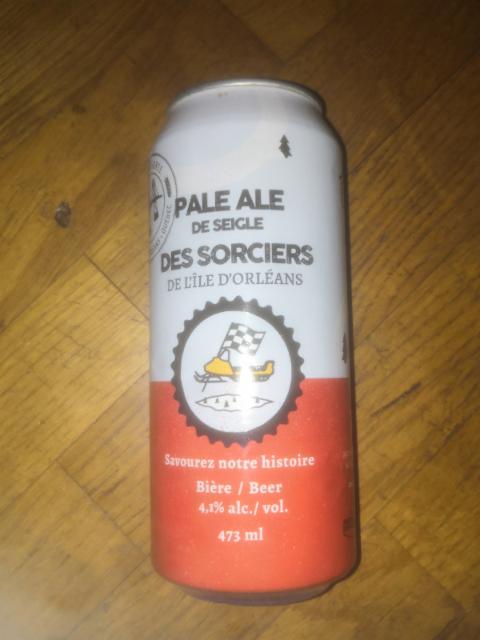 PALE ALE
DE SEIGLE
DES SORCIERS
DE L'ÎLE D'ORLÉANS
Savourez notre histoire
Bière / Beer
4,1% alc./ vol.
473 ml